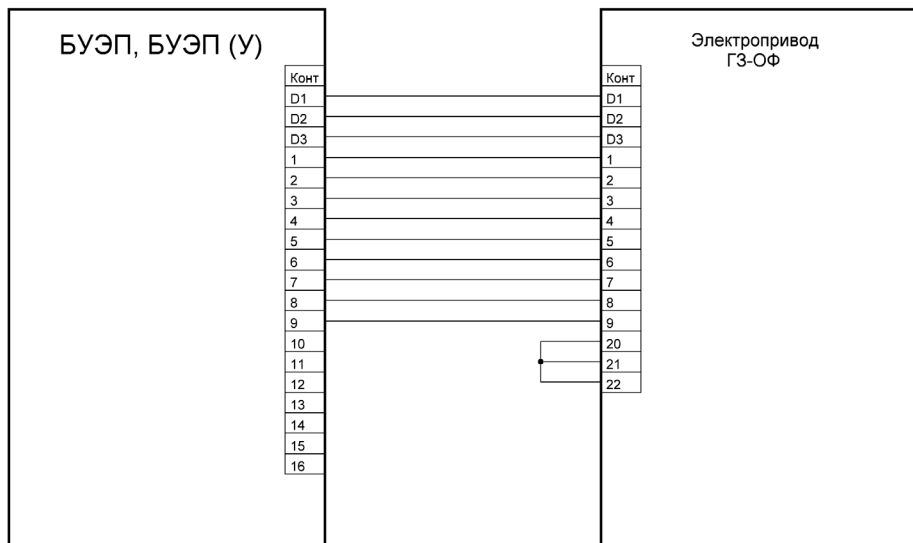 БУЭП, БУЭП (У)
Конт
D1
D2
D3
1
2
3
4
5
6
7
8
9
10
11
12
13
14
15
16
Электропривод
ГЗ-ОФ
Конт
D1
D2
D3
1
2
3
4
5
6
7
8
9
20
21
22